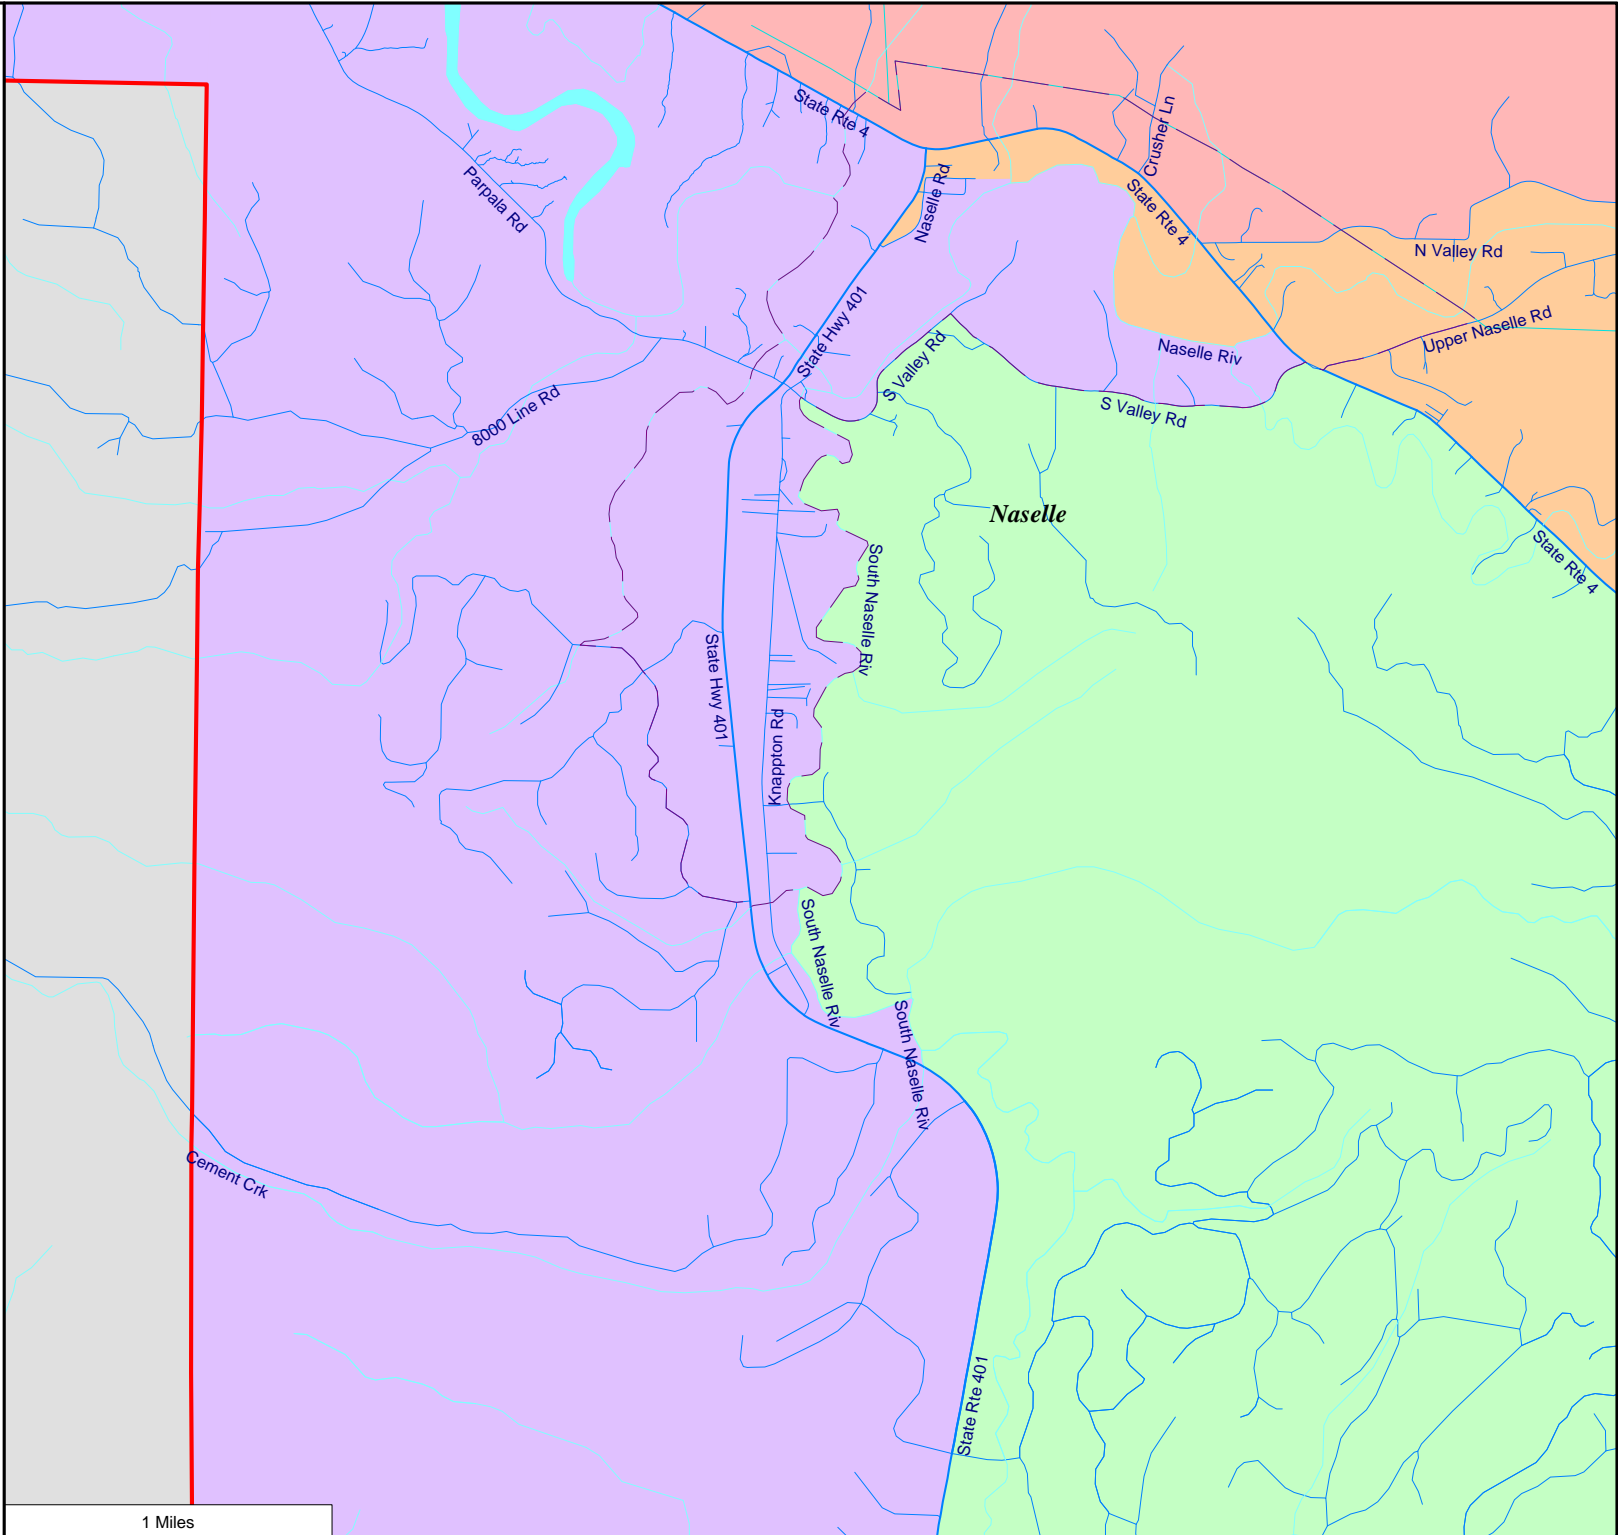 State Rte 4
Crusher Ln
Parpala Rd
Naselle Rd
State Rte 4
N Valley Rd
State Hwy 401
Upper Naselle Rd
Naselle Riv
S Valley Rd
8000 Line Rd
S Valley Rd
Naselle
South Naselle Riv
State Rte 4
State Hwy 401
Knappton Rd
South Naselle Riv
South Naselle Riv
Cement Crk
State Rte 401
1 Miles